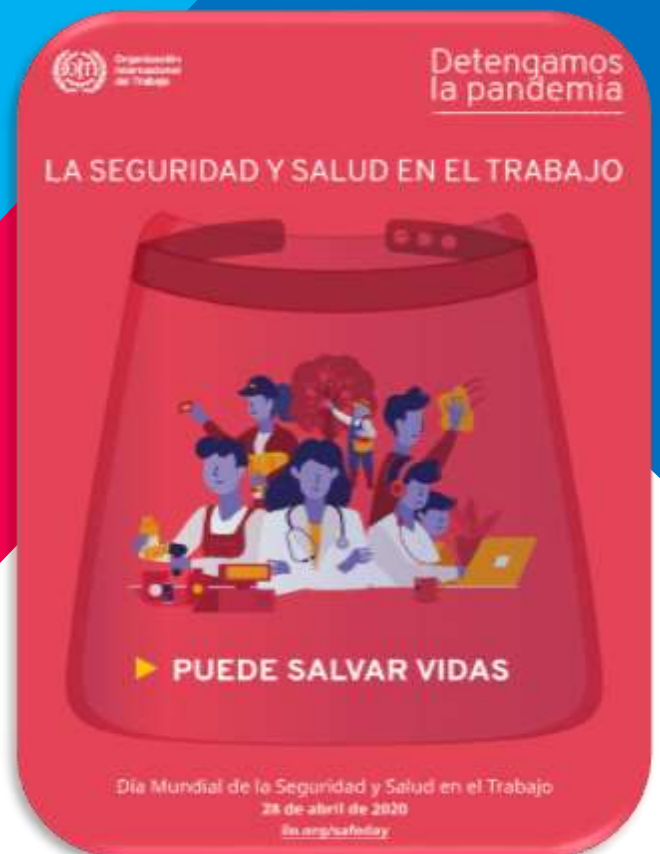 Organización
Internacional
del Trabajo
Detengamos
la pandemia
LA SEGURIDAD Y SALUD EN EL TRABAJO
PUEDE SALVAR VIDAS
Día Mundial de la Seguridad y Salud en el Trabajo
28 de abril de 2020
ilo.org/safeday